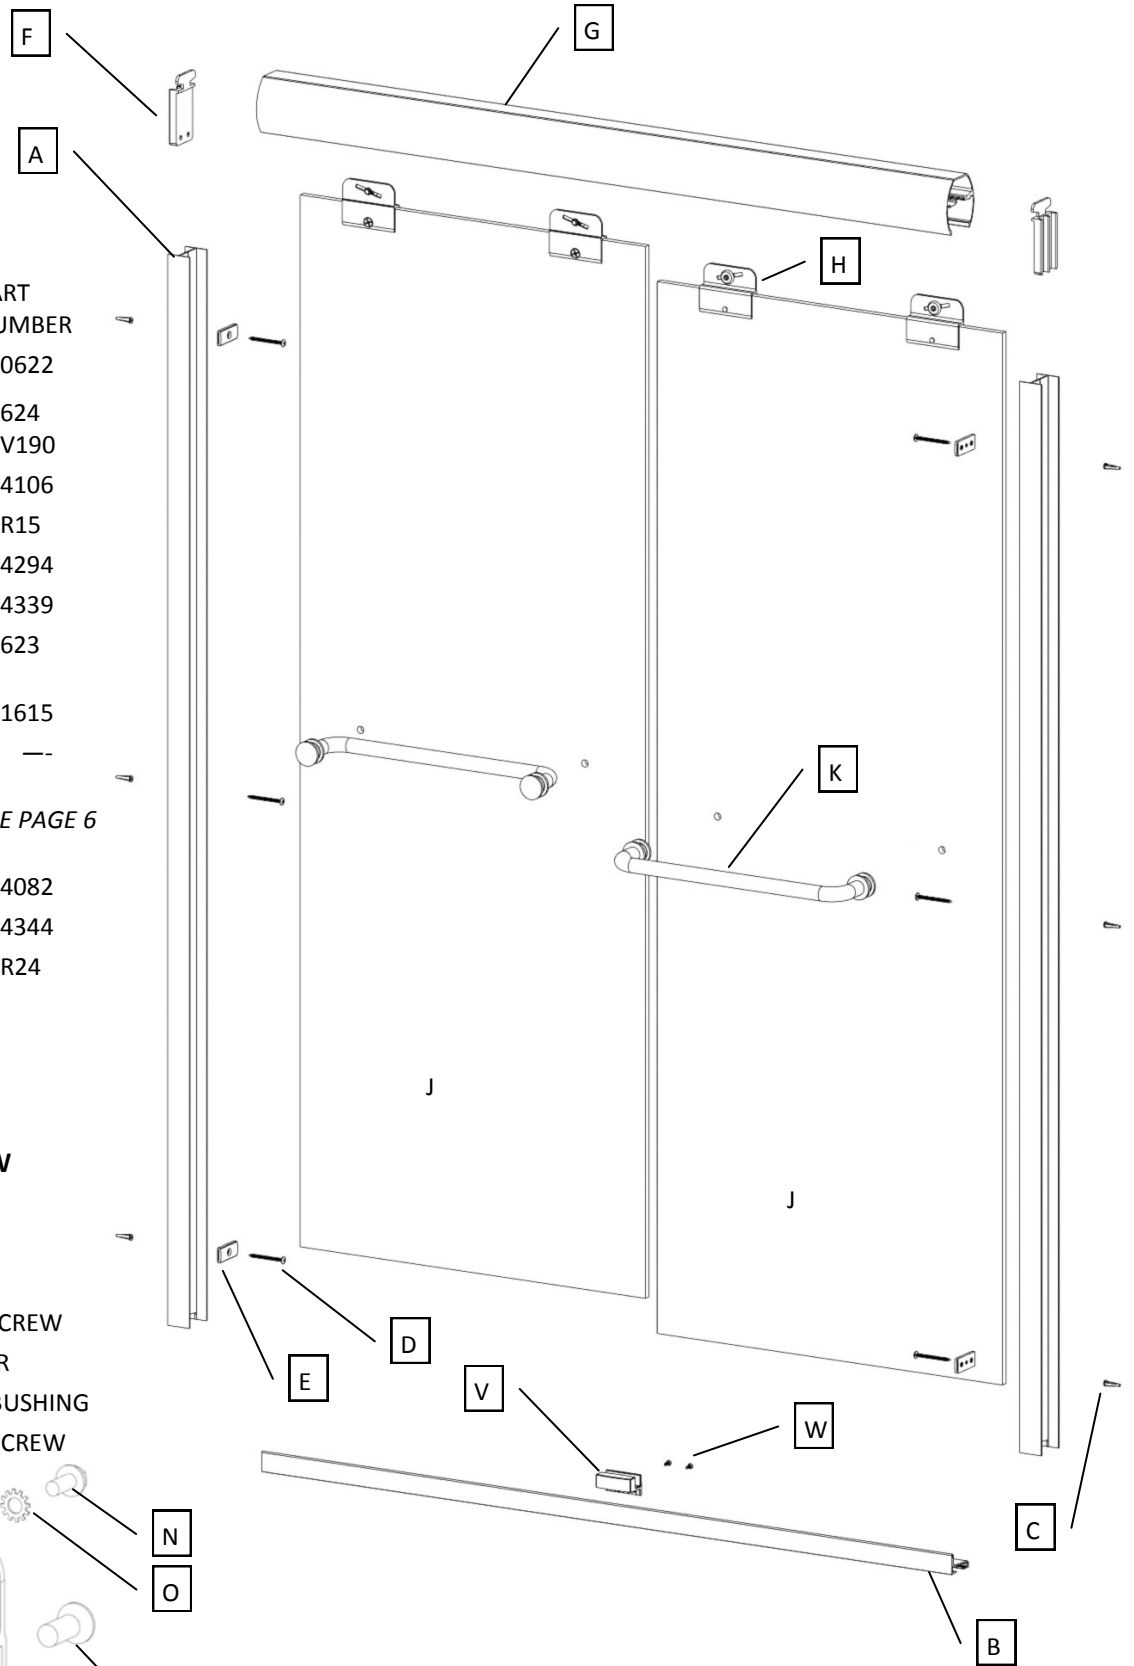 F
G
A
H
ART
UMBER
0622
624
V190
4106
R15
4294
4339
623
1615
—-
K
E PAGE 6
4082
4344
R24
J
W
J
CREW
R
BUSHING
CREW
D
E
V
W
N
O
C
B